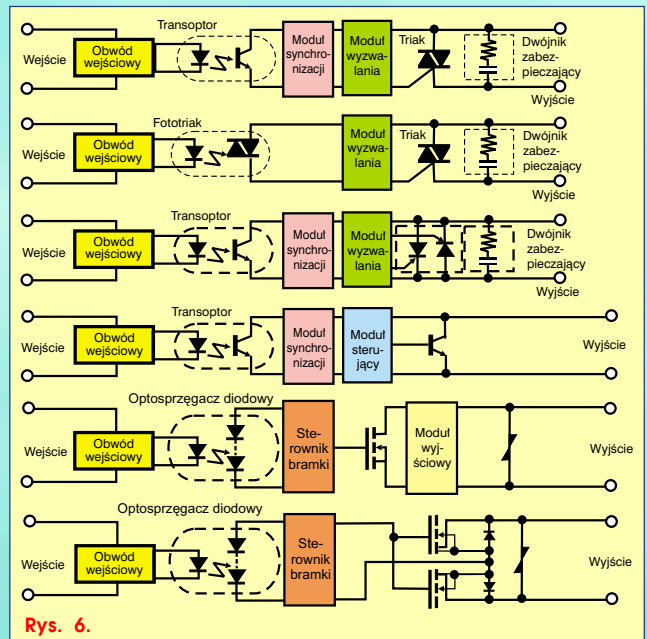 Transoptor
Wejście
Obwód
wejściowy
Moduł
synchro-
nizacji
Moduł
wyzwa-
lania
Triak
Dwójnik
zabez-
pieczający
Wyjście
Fototriak
Wejście
Obwód
wejściowy
Moduł
wyzwa-
lania
Triak
Dwójnik
zabez-
pieczający
Wyjście
Transoptor
Wejście
Obwód
wejściowy
Moduł
synchro-
nizacji
Moduł
wyzwa-
lania
Dwójnik
zabez-
pieczający
Wyjście
Transoptor
Wejście
Obwód
wejściowy
Moduł
synchro-
nizacji
Moduł
steru-
jący
Wyjście
Optosprzęgacz diodowy
Wejście
Obwód
wejściowy
Ste-
rownik
bramki
Moduł
wyj-
ściowy
Wyjście
Optosprzęgacz diodowy
Wejście
Obwód
wejściowy
Ste-
rownik
bramki
Wyjście
Rys. 6.